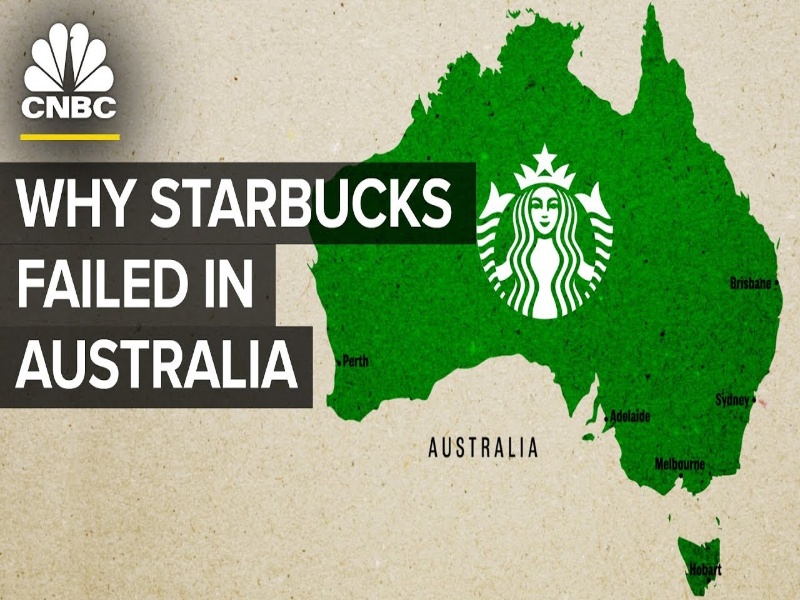 CNBC
WHY STARBUCKS
FAILED IN
AUSTRALIA
Brisbane
Perth
Sydney
Adelaide
AUSTRALIA
Melbourne
Hobart